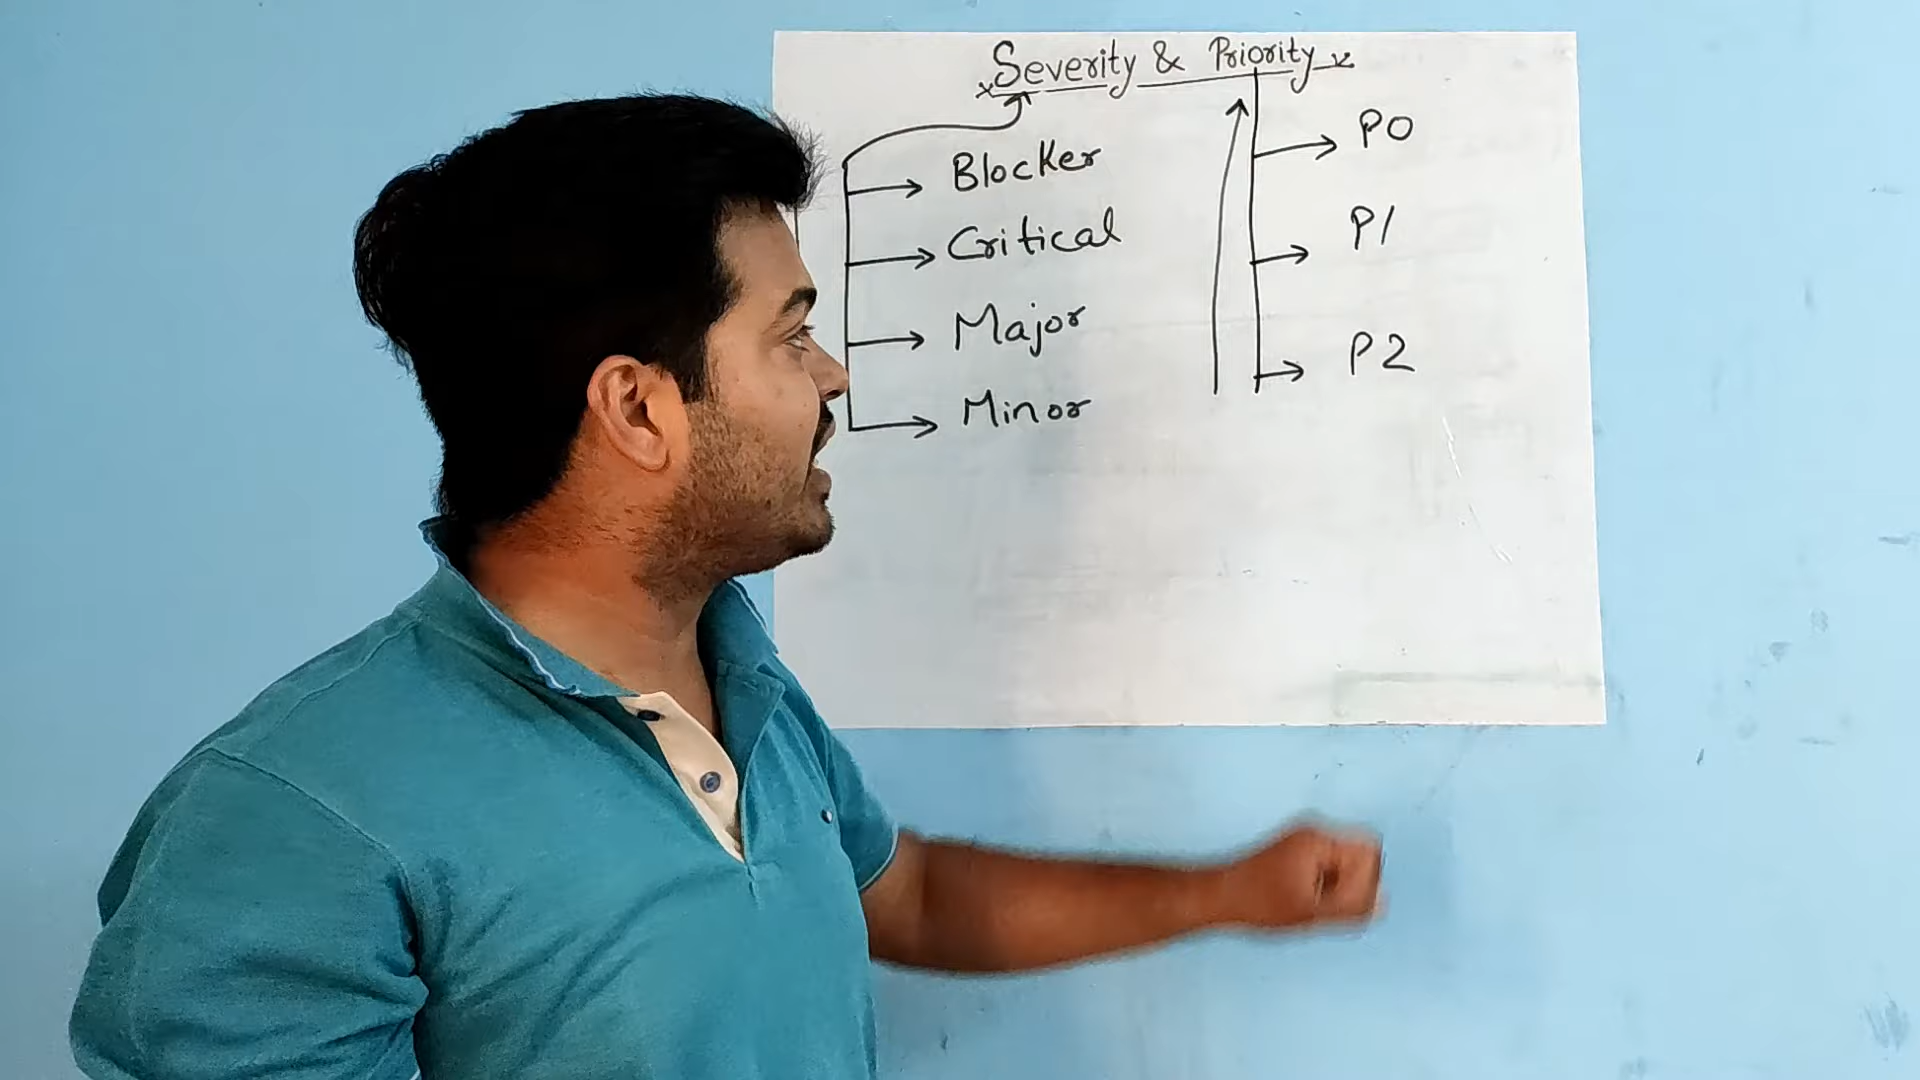 Severity & Priority
Blocker
Critical
Major
Minor
P0
P1
P2